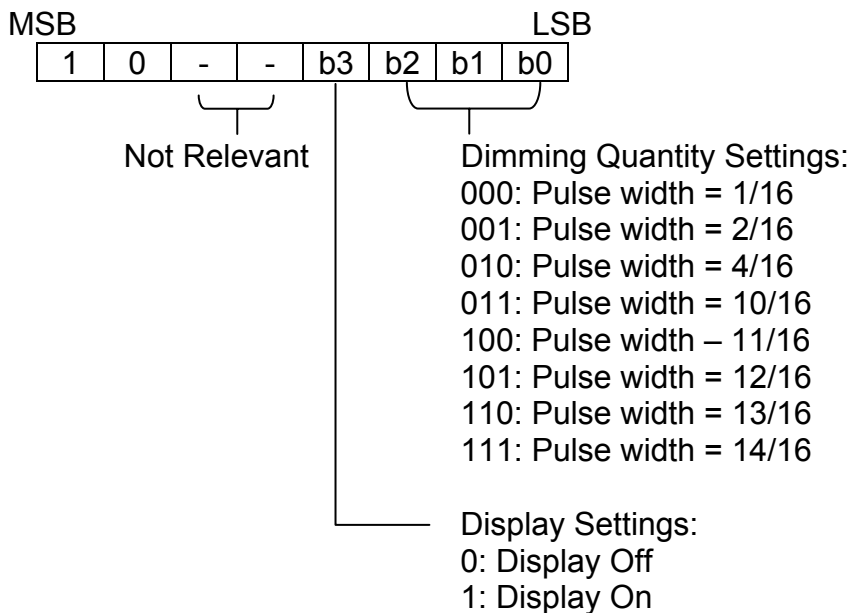 MSB LSB
1 0 - - b3 b2 b1 b0
Not Relevant
Dimming Quantity Settings:
000: Pulse width = 1/16
001: Pulse width = 2/16
010: Pulse width = 4/16
011: Pulse width = 10/16
100: Pulse width – 11/16
101: Pulse width = 12/16
110: Pulse width = 13/16
111: Pulse width = 14/16
Display Settings:
0: Display Off
1: Display On